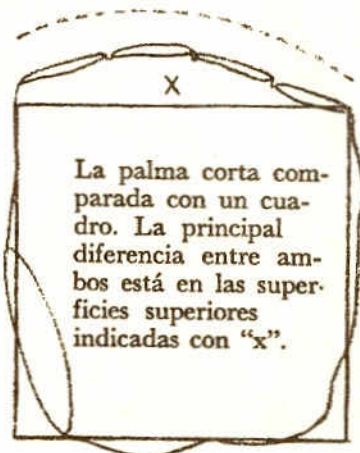 X
La palma corta com-
parada con un cua-
dro. La principal
diferencia entre am-
bos está en las super-
ficies superiores
indicadas con “x”.